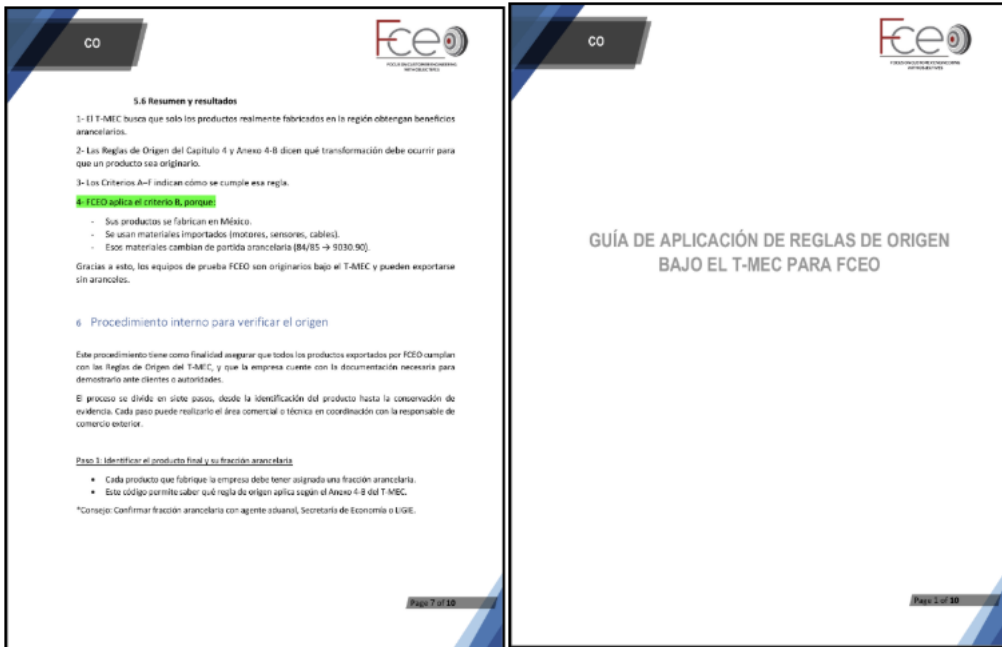 CO
Fceo
FOCUS ON CUSTOMER ENGINEERING
WITH OBJECTIVES
5.6 Resumen y resultados
1- El T-MEC busca que solo los productos realmente fabricados en la región obtengan beneficios
arancelarios.
2- Las Reglas de Origen del Capítulo 4 y Anexo 4-B dicen qué transformación debe ocurrir para
que un producto sea originario.
3- Los Criterios A–F indican cómo se cumple esa regla.
4- FCEO aplica el criterio B, porque:
- Sus productos se fabrican en México.
- Se usan materiales importados (motores, sensores, cables).
- Esos materiales cambian de partida arancelaria (84/85 → 9030.90).
Gracias a esto, los equipos de prueba FCEO son originarios bajo el T-MEC y pueden exportarse
sin aranceles.
6 Procedimiento interno para verificar el origen
Este procedimiento tiene como finalidad asegurar que todos los productos exportados por FCEO cumplan
con las Reglas de Origen del T-MEC, y que la empresa cuente con la documentación necesaria para
demostrarlo ante clientes o autoridades.
El proceso se divide en siete pasos, desde la identificación del producto hasta la conservación de
evidencia. Cada paso puede realizarlo el área comercial o técnica en coordinación con la responsable de
comercio exterior.
Paso 1: Identificar el producto final y su fracción arancelaria
• Cada producto que fabrique la empresa debe tener asignada una fracción arancelaria.
• Este código permite saber qué regla de origen aplica según el Anexo 4-B del T-MEC.
*Consejo: Confirmar fracción arancelaria con agente aduanal, Secretaría de Economía o LIGIE.
Page 7 of 10
CO
Fceo
FOCUS ON CUSTOMER ENGINEERING
WITH OBJECTIVES
GUÍA DE APLICACIÓN DE REGLAS DE ORIGEN
BAJO EL T-MEC PARA FCEO
Page 1 of 10